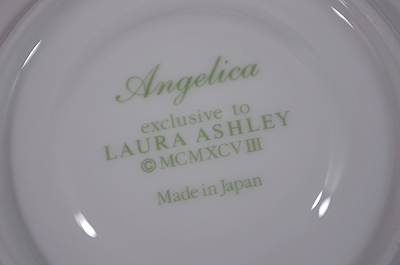 Angelica
exclusive to
LAURA ASHLEY
©MCMXCVIII
Made in Japan